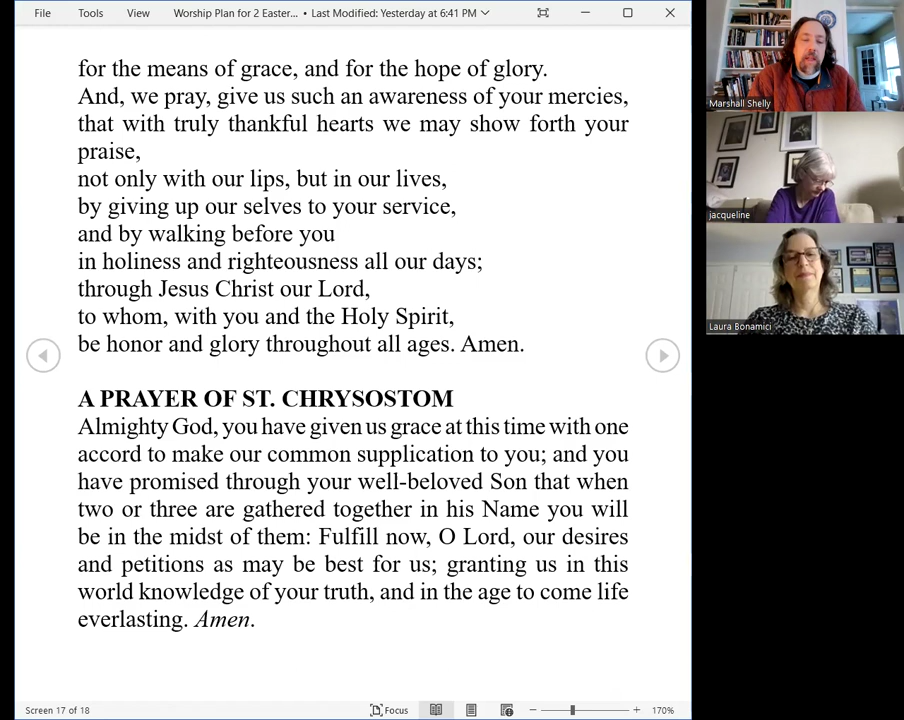 File Tools View Worship Plan for 2 Easter... • Last Modified: Yesterday at 6:41 PM
for the means of grace, and for the hope of glory.
And, we pray, give us such an awareness of your mercies,
that with truly thankful hearts we may show forth your
praise,
not only with our lips, but in our lives,
by giving up our selves to your service,
and by walking before you
in holiness and righteousness all our days;
through Jesus Christ our Lord,
to whom, with you and the Holy Spirit,
be honor and glory throughout all ages. Amen.
A PRAYER OF ST. CHRYSOSTOM
Almighty God, you have given us grace at this time with one
accord to make our common supplication to you; and you
have promised through your well-beloved Son that when
two or three are gathered together in his Name you will
be in the midst of them: Fulfill now, O Lord, our desires
and petitions as may be best for us; granting us in this
world knowledge of your truth, and in the age to come life
everlasting. Amen.
Screen 17 of 18 Focus 170%
Marshall Shelly
jacqueline
Laura Bonamici